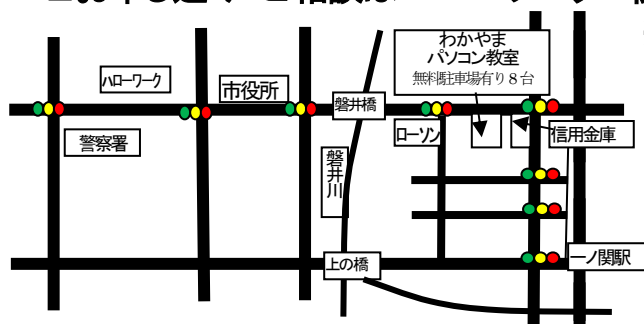 わかやま
パソコン教室
無料駐車場有り８台
ハローワーク
市役所
磐井橋
警察署
ローソン
信用金庫
磐井川
上の橋
一ノ関駅